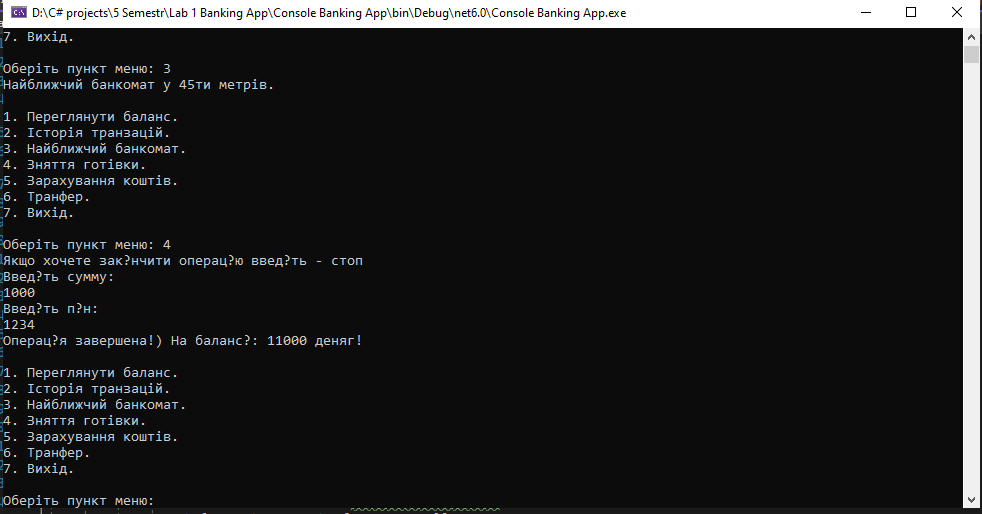 D:\C# projects\5 Semestr\Lab 1 Banking App\Console Banking App\bin\Debug\net6.0\Console Banking App.exe
7. Вихід.
Оберіть пункт меню: 3
Найближчий банкомат у 45ти метрів.
1. Переглянути баланс.
2. Історія транзацій.
3. Найближчий банкомат.
4. Зняття готівки.
5. Зарахування коштів.
6. Транфер.
7. Вихід.
Оберіть пункт меню: 4
Якщо хочете зак?нчити операц?ю введ?ть - стоп
Введ?ть сумму:
1000
Введ?ть п?н:
1234
Операц?я завершена!) На баланс?: 11000 деняг!
1. Переглянути баланс.
2. Історія транзацій.
3. Найближчий банкомат.
4. Зняття готівки.
5. Зарахування коштів.
6. Транфер.
7. Вихід.
Оберіть пункт меню: